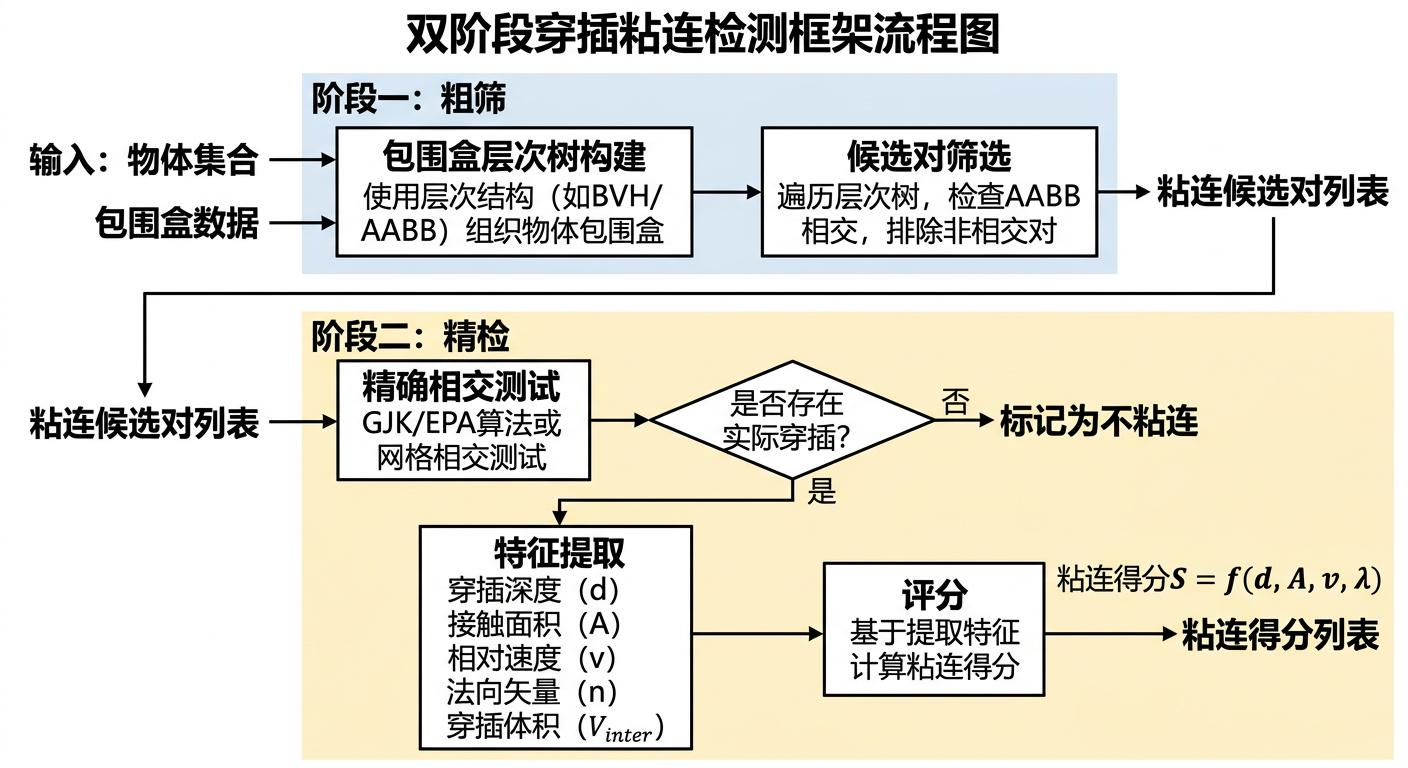 双阶段穿插粘连检测框架流程图
阶段一：粗筛
输入：物体集合
包围盒数据
包围盒层次树构建
使用层次结构（如BVH/
AABB）组织物体包围盒
候选对筛选
遍历层次树，检查AABB
相交，排除非相交对
粘连候选对列表
阶段二：精检
粘连候选对列表
精确相交测试
GJK/EPA算法或
网格相交测试
是否存在
实际穿插?
否
标记为不粘连
是
特征提取
穿插深度（d）
接触面积（A）
相对速度（v）
法向矢量（n）
穿插体积（V_inter）
评分
基于提取特征
计算粘连得分
粘连得分S = f(d, A, v, λ)
粘连得分列表